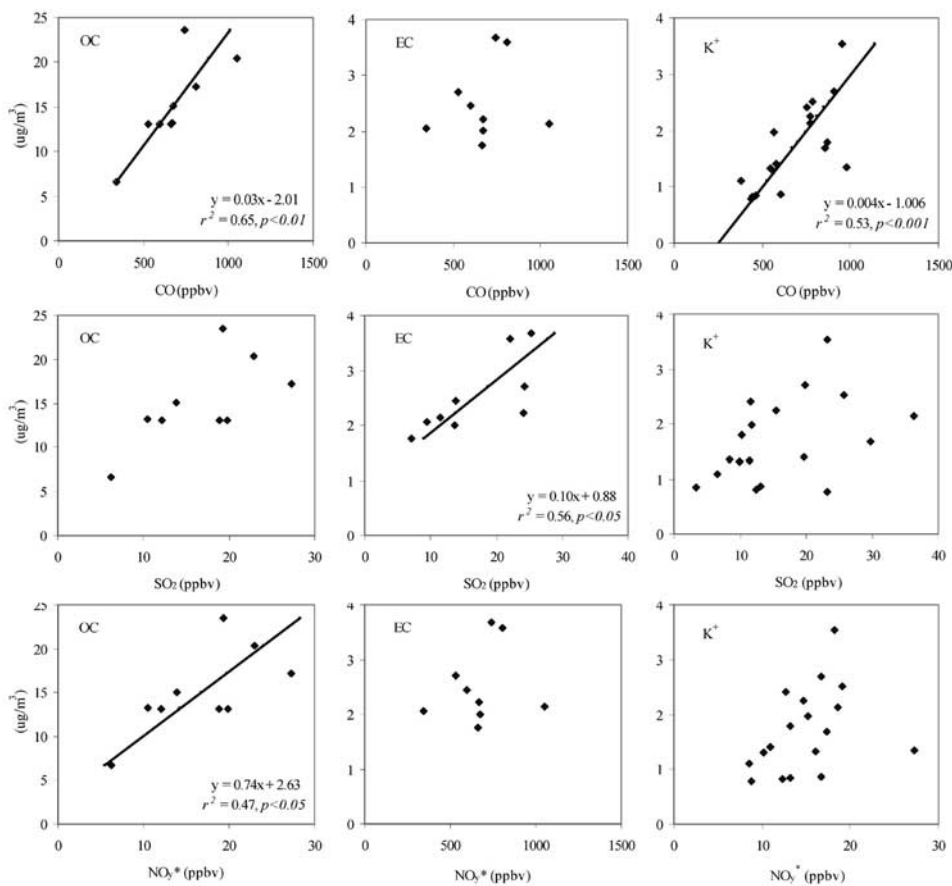 25
20
15
10
5
0
(ug/m³)
OC
y = 0.03x - 2.01
r² = 0.65, p<0.01
0 500 1000 1500
CO (ppbv)
4
3
2
1
0
EC
0 500 1000 1500
CO (ppbv)
4
3
2
1
0
K⁺
y = 0.004x - 1.006
r² = 0.53, p<0.001
0 500 1000 1500
CO (ppbv)
25
20
15
10
5
0
(ug/m³)
OC
0 10 20 30
SO₂ (ppbv)
4
3
2
1
0
EC
y = 0.10x + 0.88
r² = 0.56, p<0.05
0 10 20 30 40
SO₂ (ppbv)
4
3
2
1
0
K⁺
0 10 20 30 40
SO₂ (ppbv)
25
20
15
10
5
0
(ug/m³)
OC
y = 0.74x + 2.63
r² = 0.47, p<0.05
0 10 20 30
NOy* (ppbv)
4
3
2
1
0
EC
0 500 1000 1500
NOy* (ppbv)
4
3
2
1
0
K⁺
0 10 20 30
NOy* (ppbv)